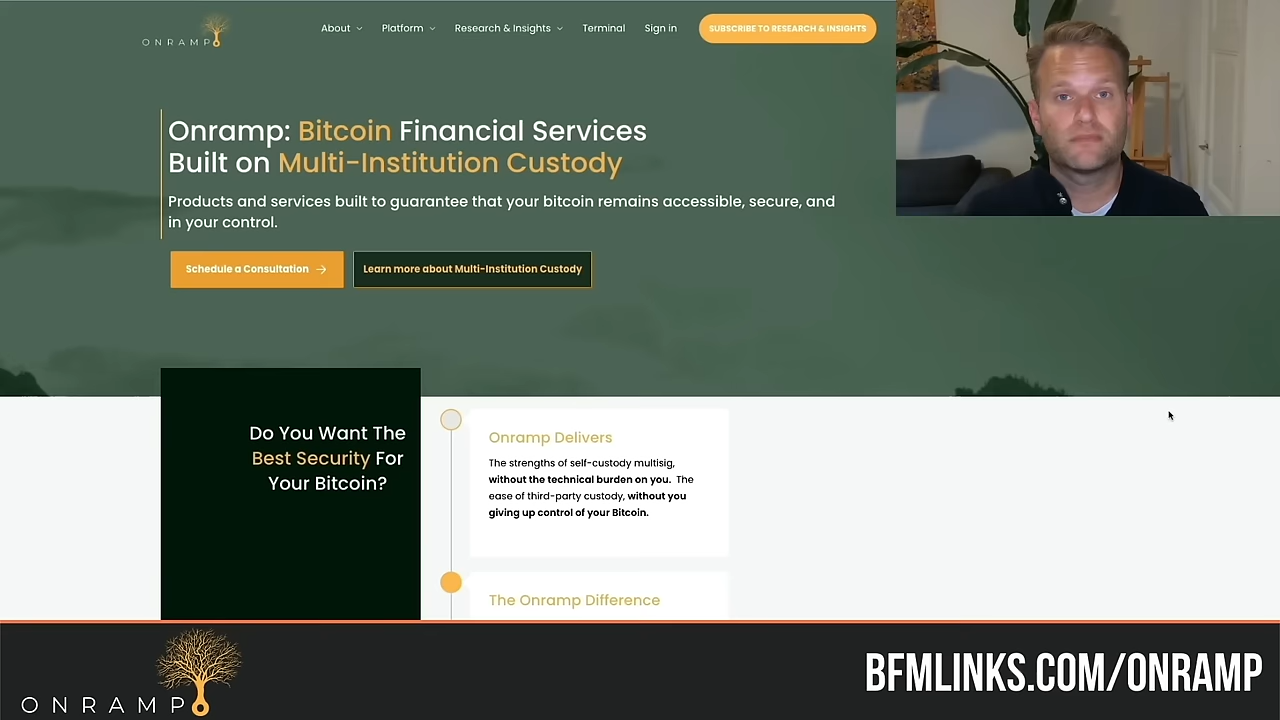 ONRAMP
About
Platform
Research & Insights
Terminal
Sign in
SUBSCRIBE TO RESEARCH & INSIGHTS
Onramp: Bitcoin Financial Services
Built on Multi-Institution Custody
Products and services built to guarantee that your bitcoin remains accessible, secure, and
in your control.
Schedule a Consultation
Learn more about Multi-Institution Custody
Do You Want The
Best Security For
Your Bitcoin?
Onramp Delivers
The strengths of self-custody multisig,
without the technical burden on you. The
ease of third-party custody, without you
giving up control of your Bitcoin.
The Onramp Difference
ONRAMP
BFMLINKS.COM/ONRAMP